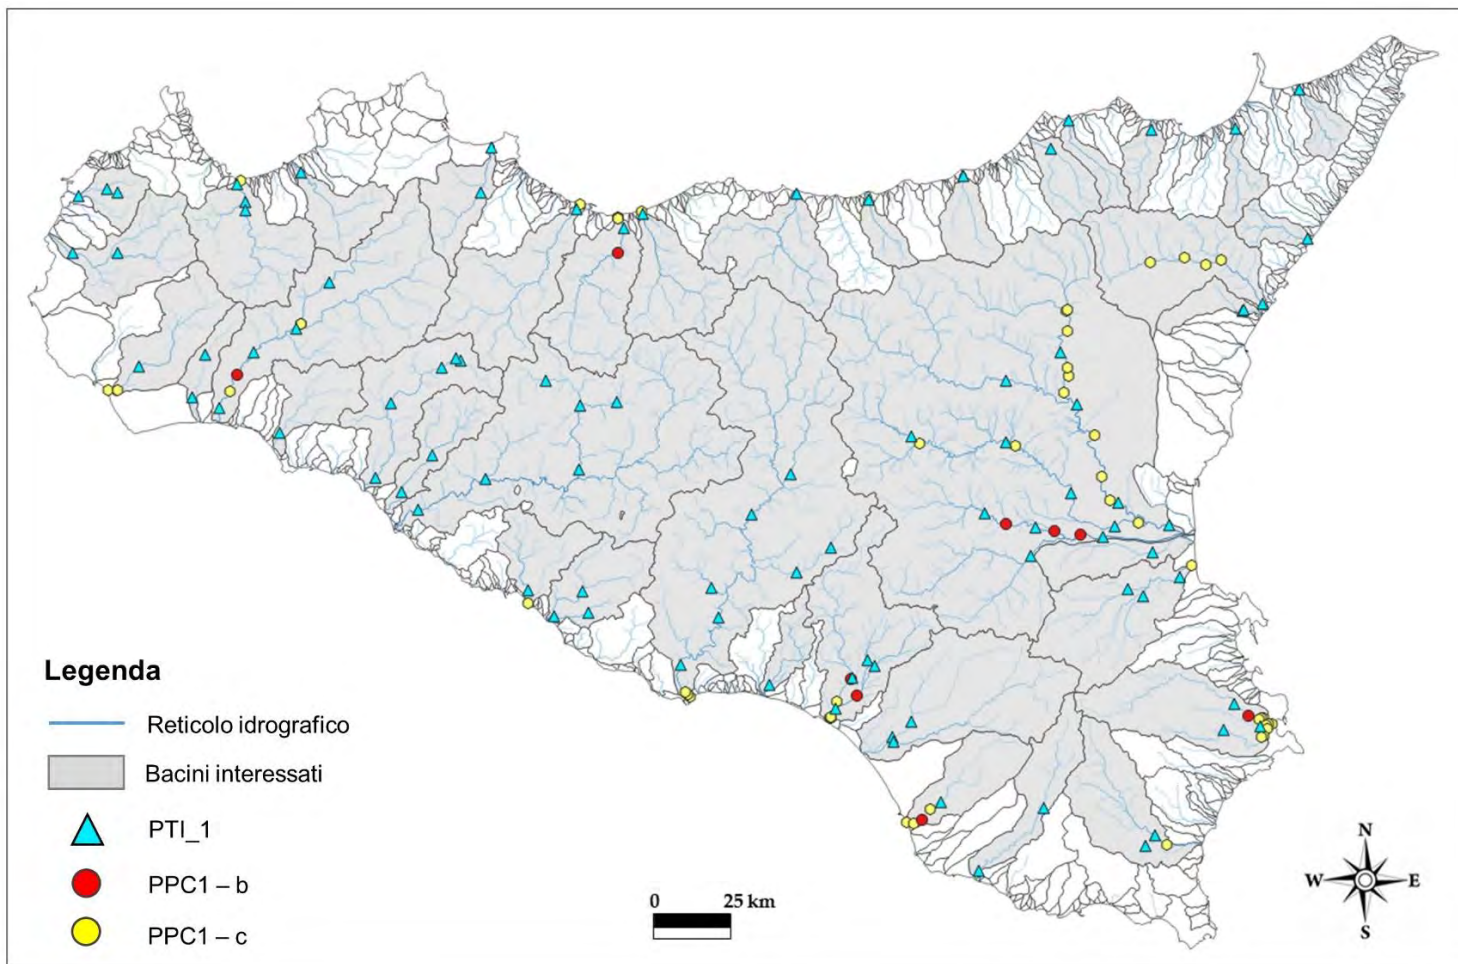 Legenda
Reticolo idrografico
Bacini interessati
PTI_1
PPC1 – b
PPC1 – c
0 25 km
N
W E
S